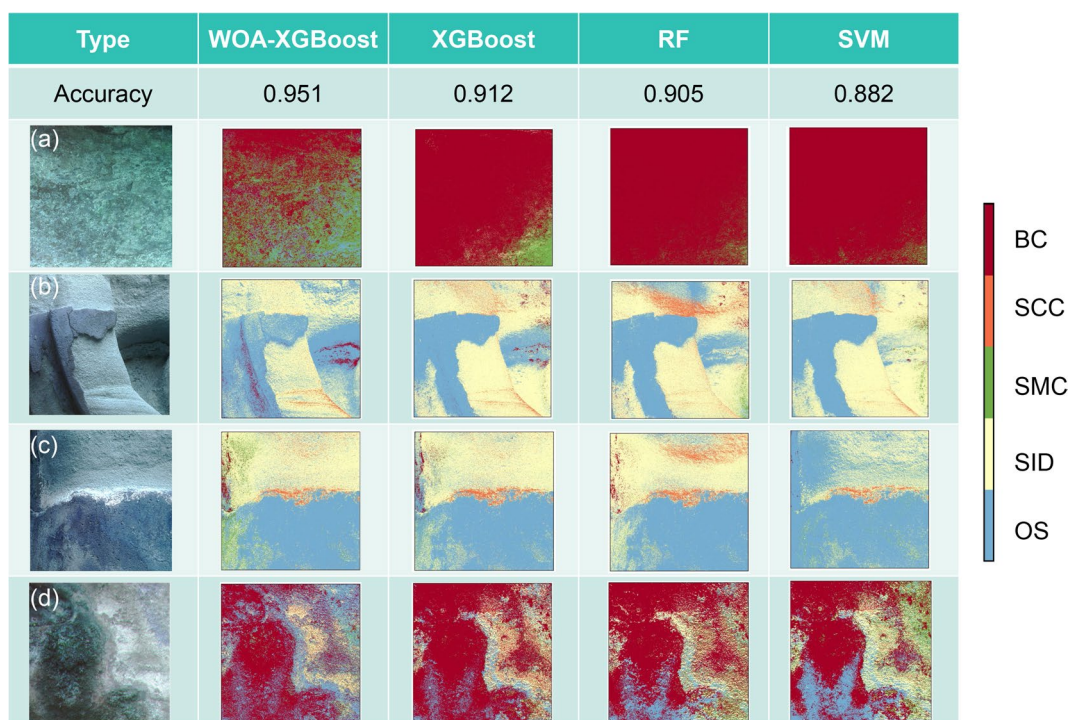 Type WOA-XGBoost XGBoost RF SVM
Accuracy 0.951 0.912 0.905 0.882
(a)
(b)
(c)
(d)
BC
SCC
SMC
SID
OS